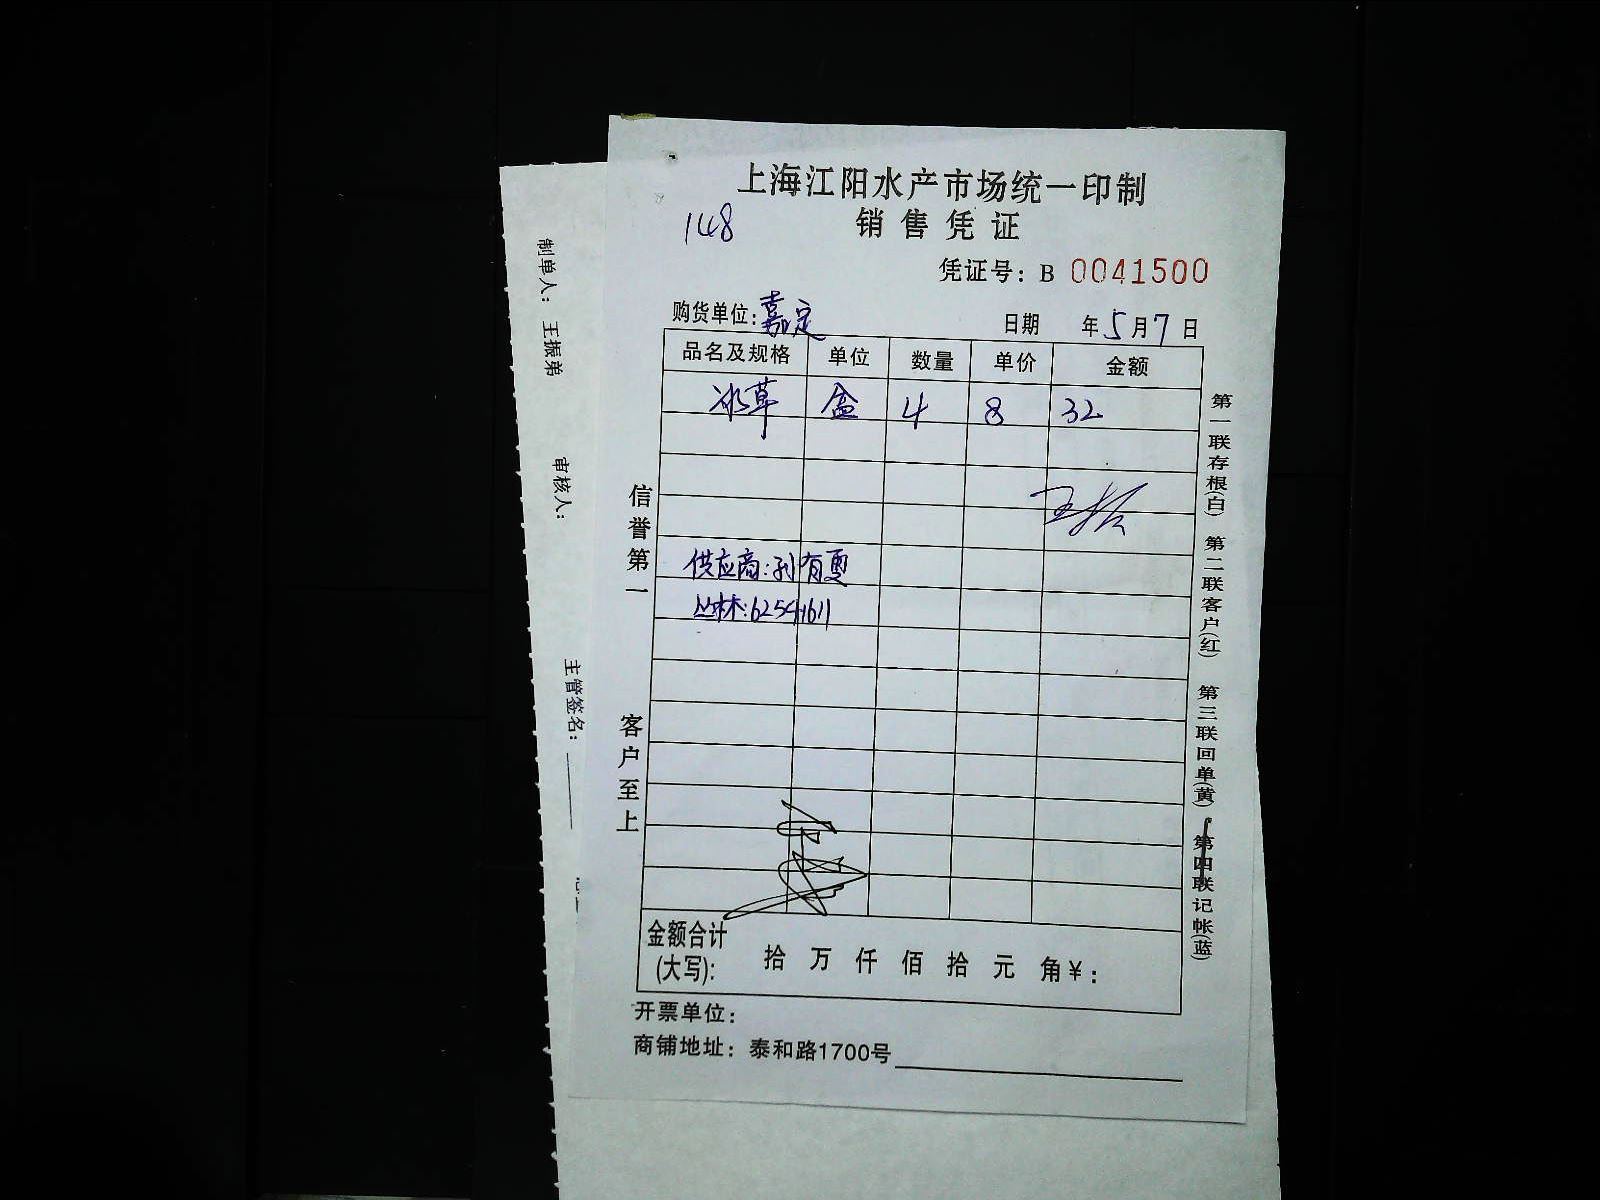 上海江阳水产市场统一印制
148
销售凭证
凭证号：B 0041500
购货单位：嘉定 日期 年5月7日
品名及规格 单位 数量 单价 金额
冰草 盒 4 8 32
供应商：孙有更
丛林：62541611
信誉第一
客户至上
金额合计(大写)： 拾 万 仟 佰 拾 元 角 ¥：
开票单位：
商铺地址：泰和路1700号
第一联存根(白) 第二联客户(红) 第三联回单(黄) 第四联记帐(蓝)
制单人：王振弟
审核人：
主管签名：